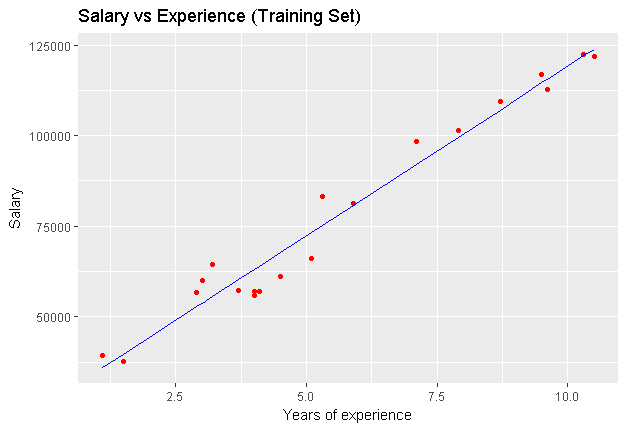 Salary vs Experience (Training Set)
125000
100000
75000
50000
Salary
2.5
5.0
7.5
10.0
Years of experience